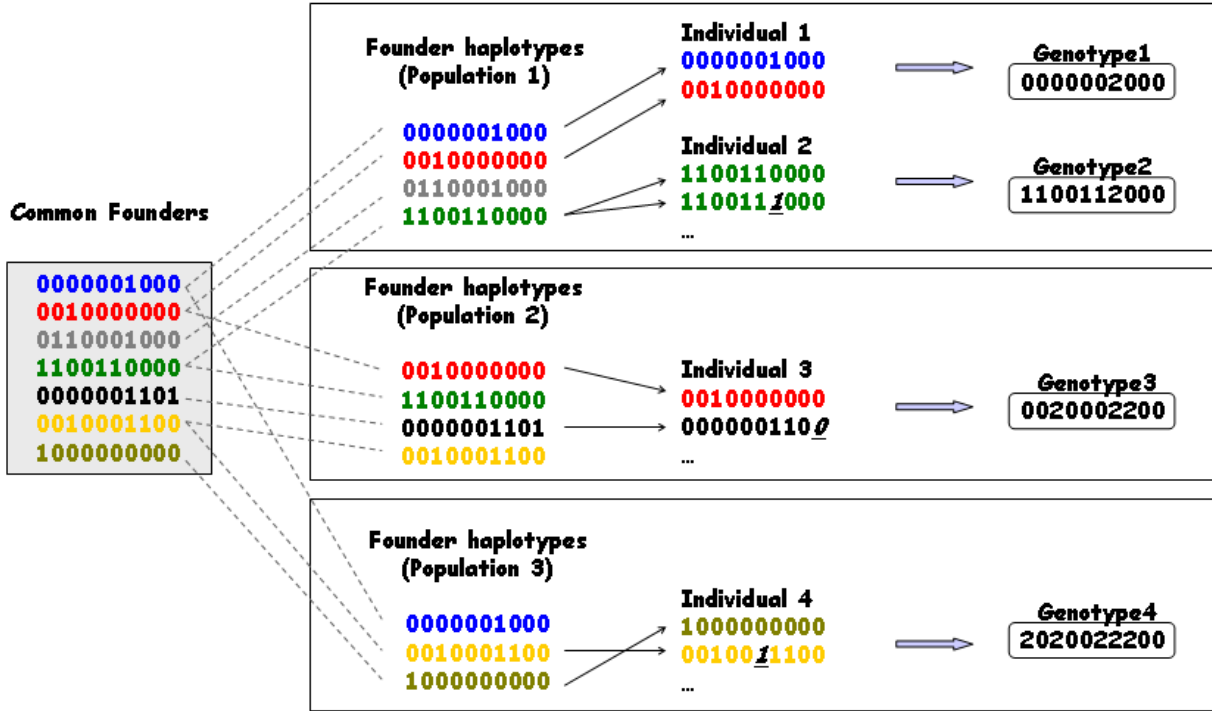 Common Founders
0000001000
0010000000
0110001000
1100110000
0000001101
0010001100
1000000000
Founder haplotypes
(Population 1)
0000001000
0010000000
0110001000
1100110000
Individual 1
0000001000
0010000000
Individual 2
1100110000
1100111000
…
Genotype1
0000002000
Genotype2
1100112000
Founder haplotypes
(Population 2)
0010000000
1100110000
0000001101
0010001100
Individual 3
0010000000
0000001100
…
Genotype3
0020002200
Founder haplotypes
(Population 3)
0000001000
0010001100
1000000000
Individual 4
1000000000
0010011100
…
Genotype4
2020022200